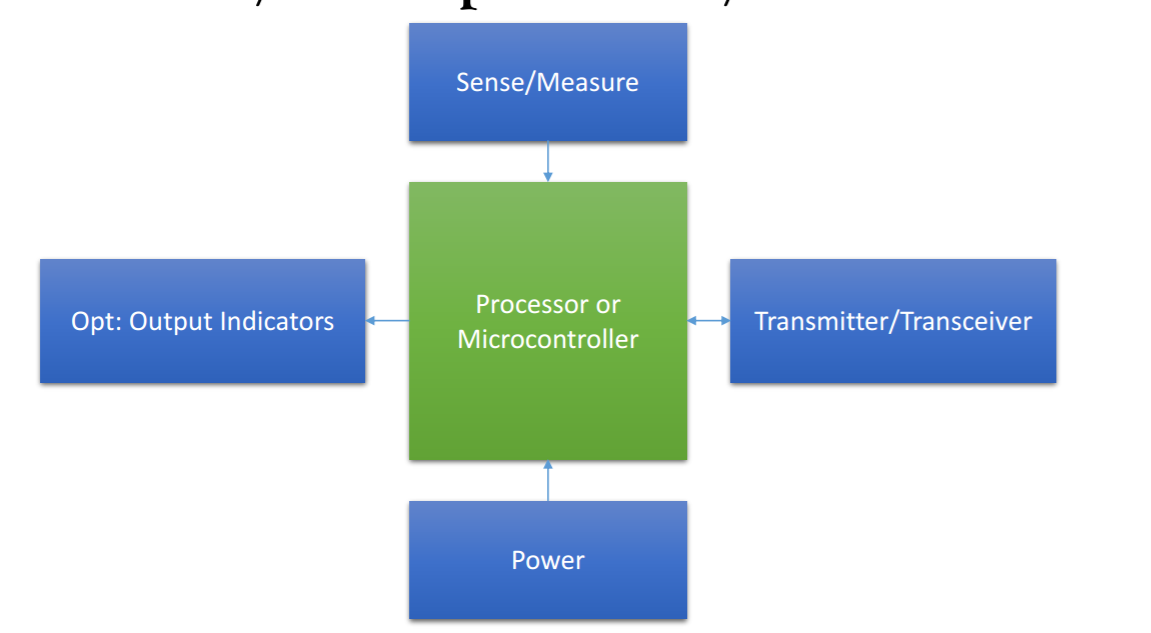 Sense/Measure
Processor or
Microcontroller
Opt: Output Indicators
Transmitter/Transceiver
Power